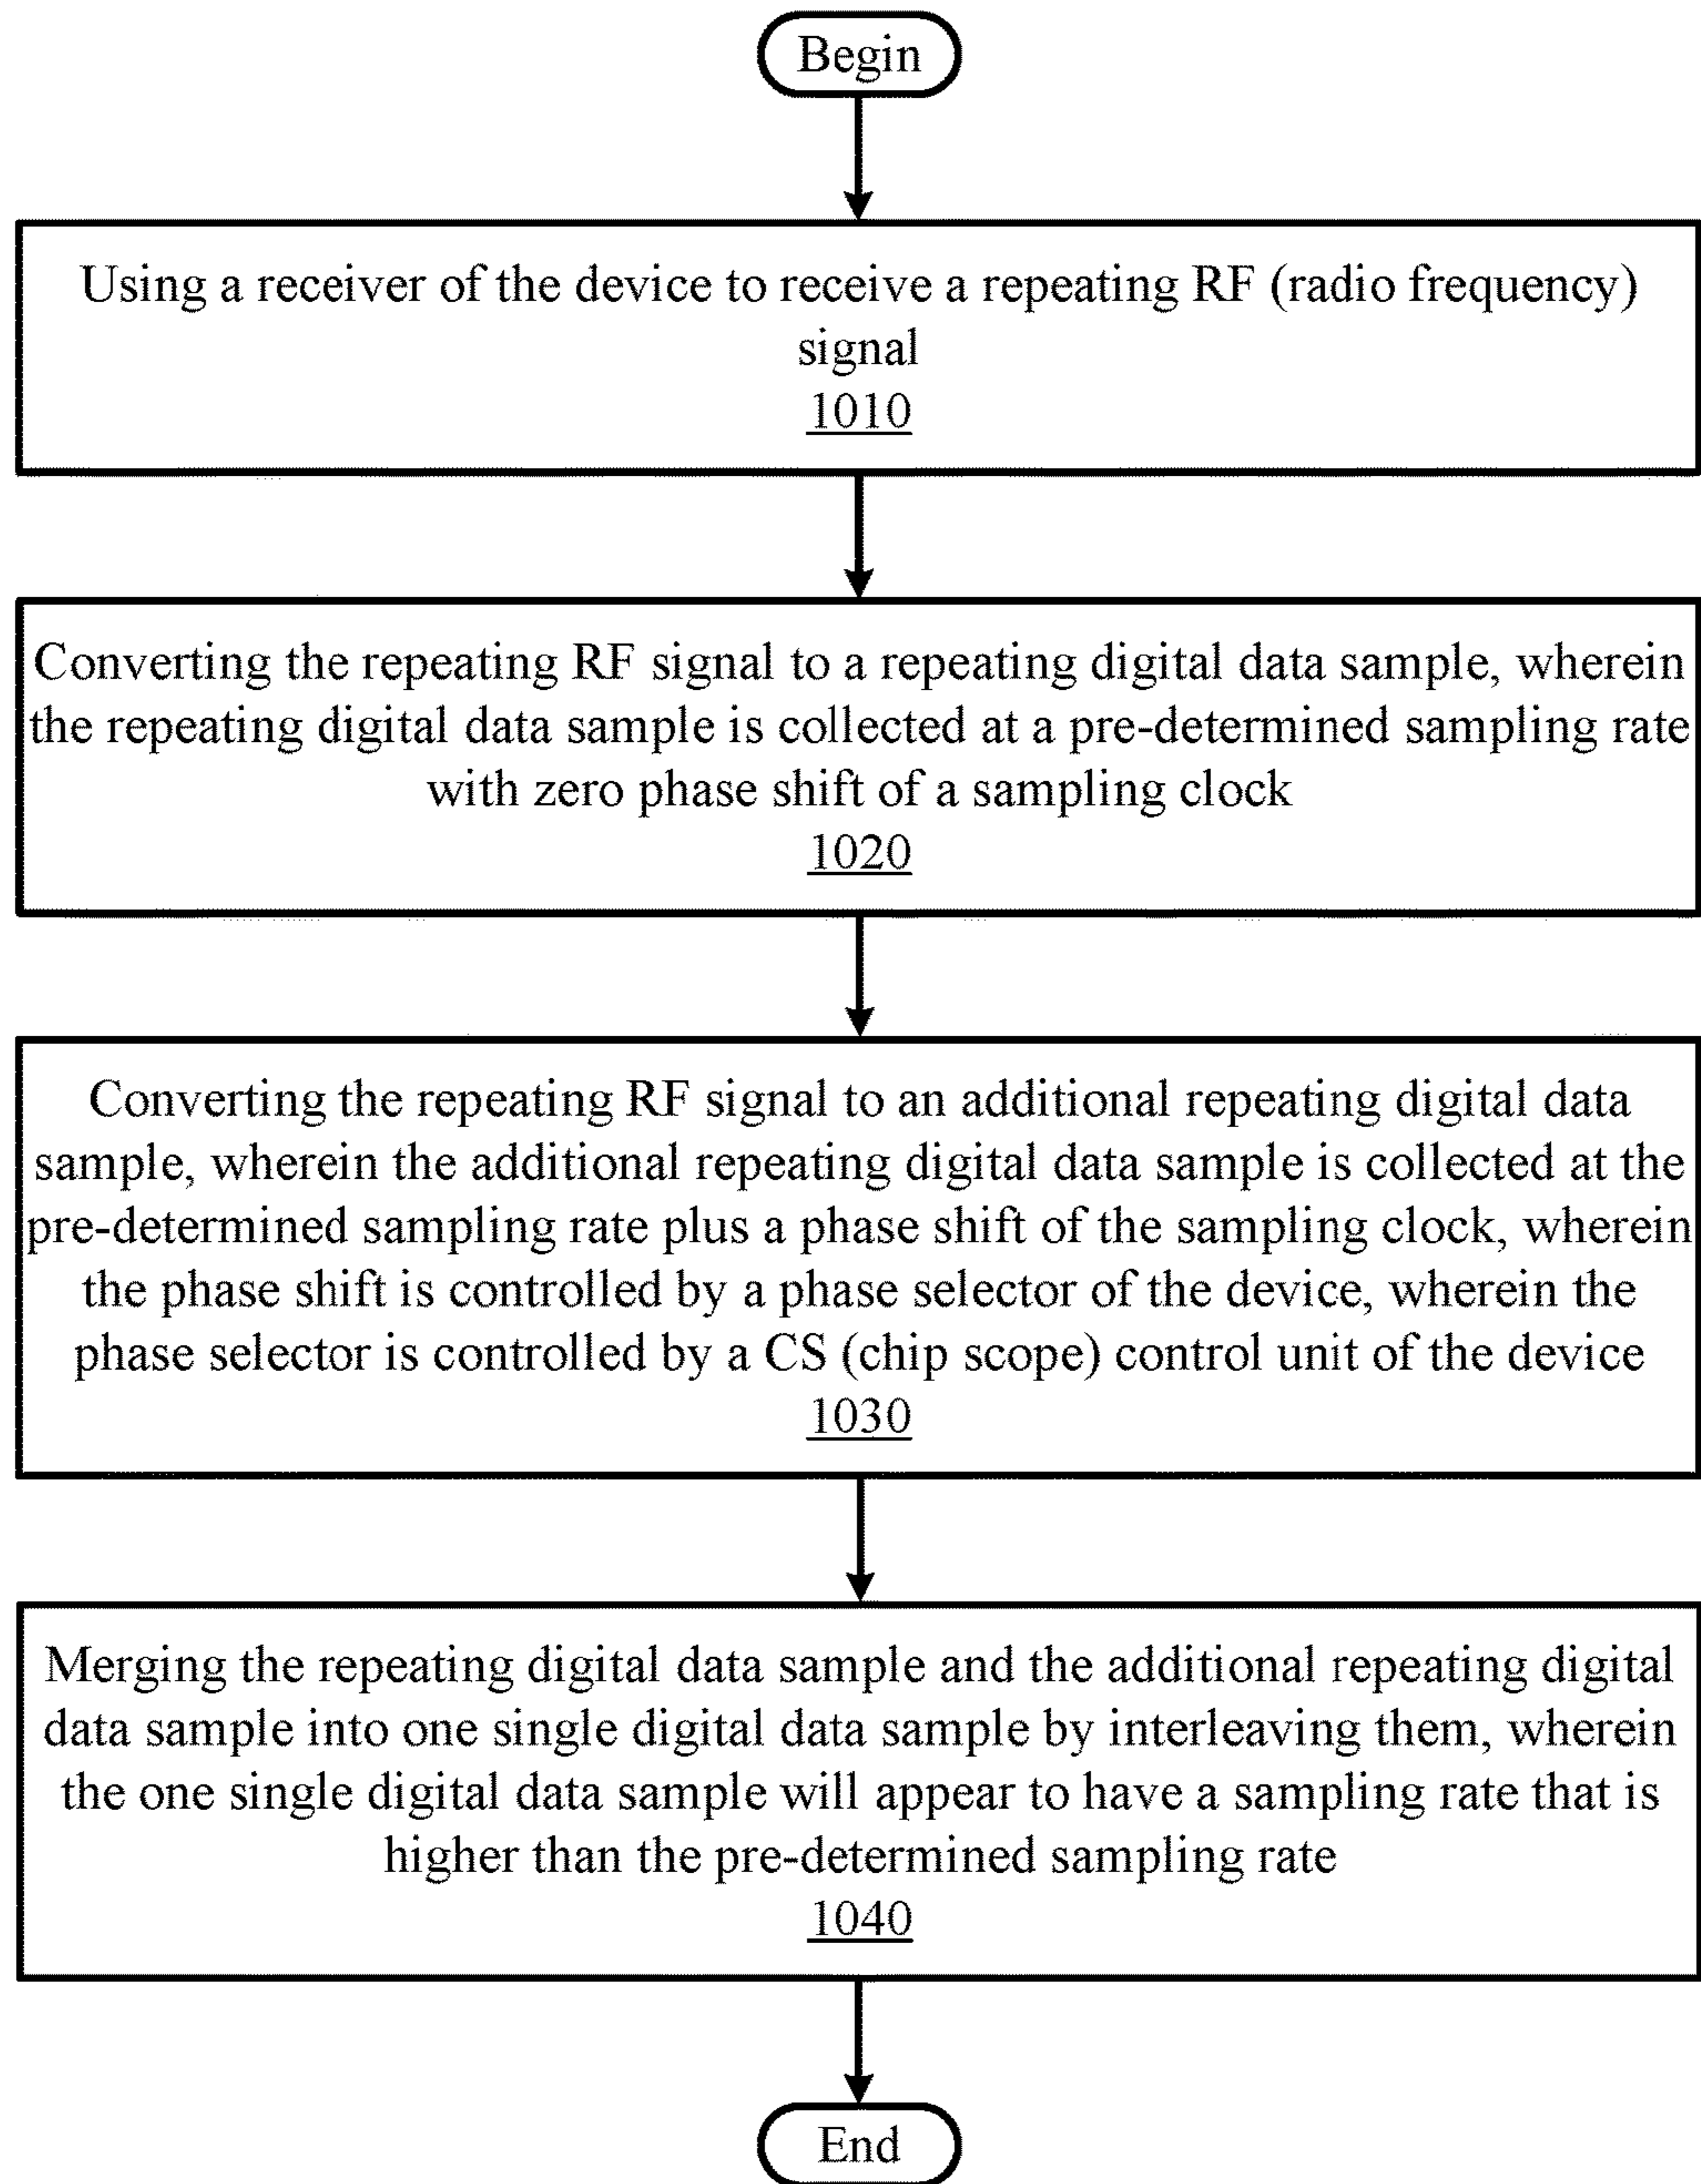 Begin
Using a receiver of the device to receive a repeating RF (radio frequency)
signal
1010
Converting the repeating RF signal to a repeating digital data sample, wherein
the repeating digital data sample is collected at a pre-determined sampling rate
with zero phase shift of a sampling clock
1020
Converting the repeating RF signal to an additional repeating digital data
sample, wherein the additional repeating digital data sample is collected at the
pre-determined sampling rate plus a phase shift of the sampling clock, wherein
the phase shift is controlled by a phase selector of the device, wherein the
phase selector is controlled by a CS (chip scope) control unit of the device
1030
Merging the repeating digital data sample and the additional repeating digital
data sample into one single digital data sample by interleaving them, wherein
the one single digital data sample will appear to have a sampling rate that is
higher than the pre-determined sampling rate
1040
End